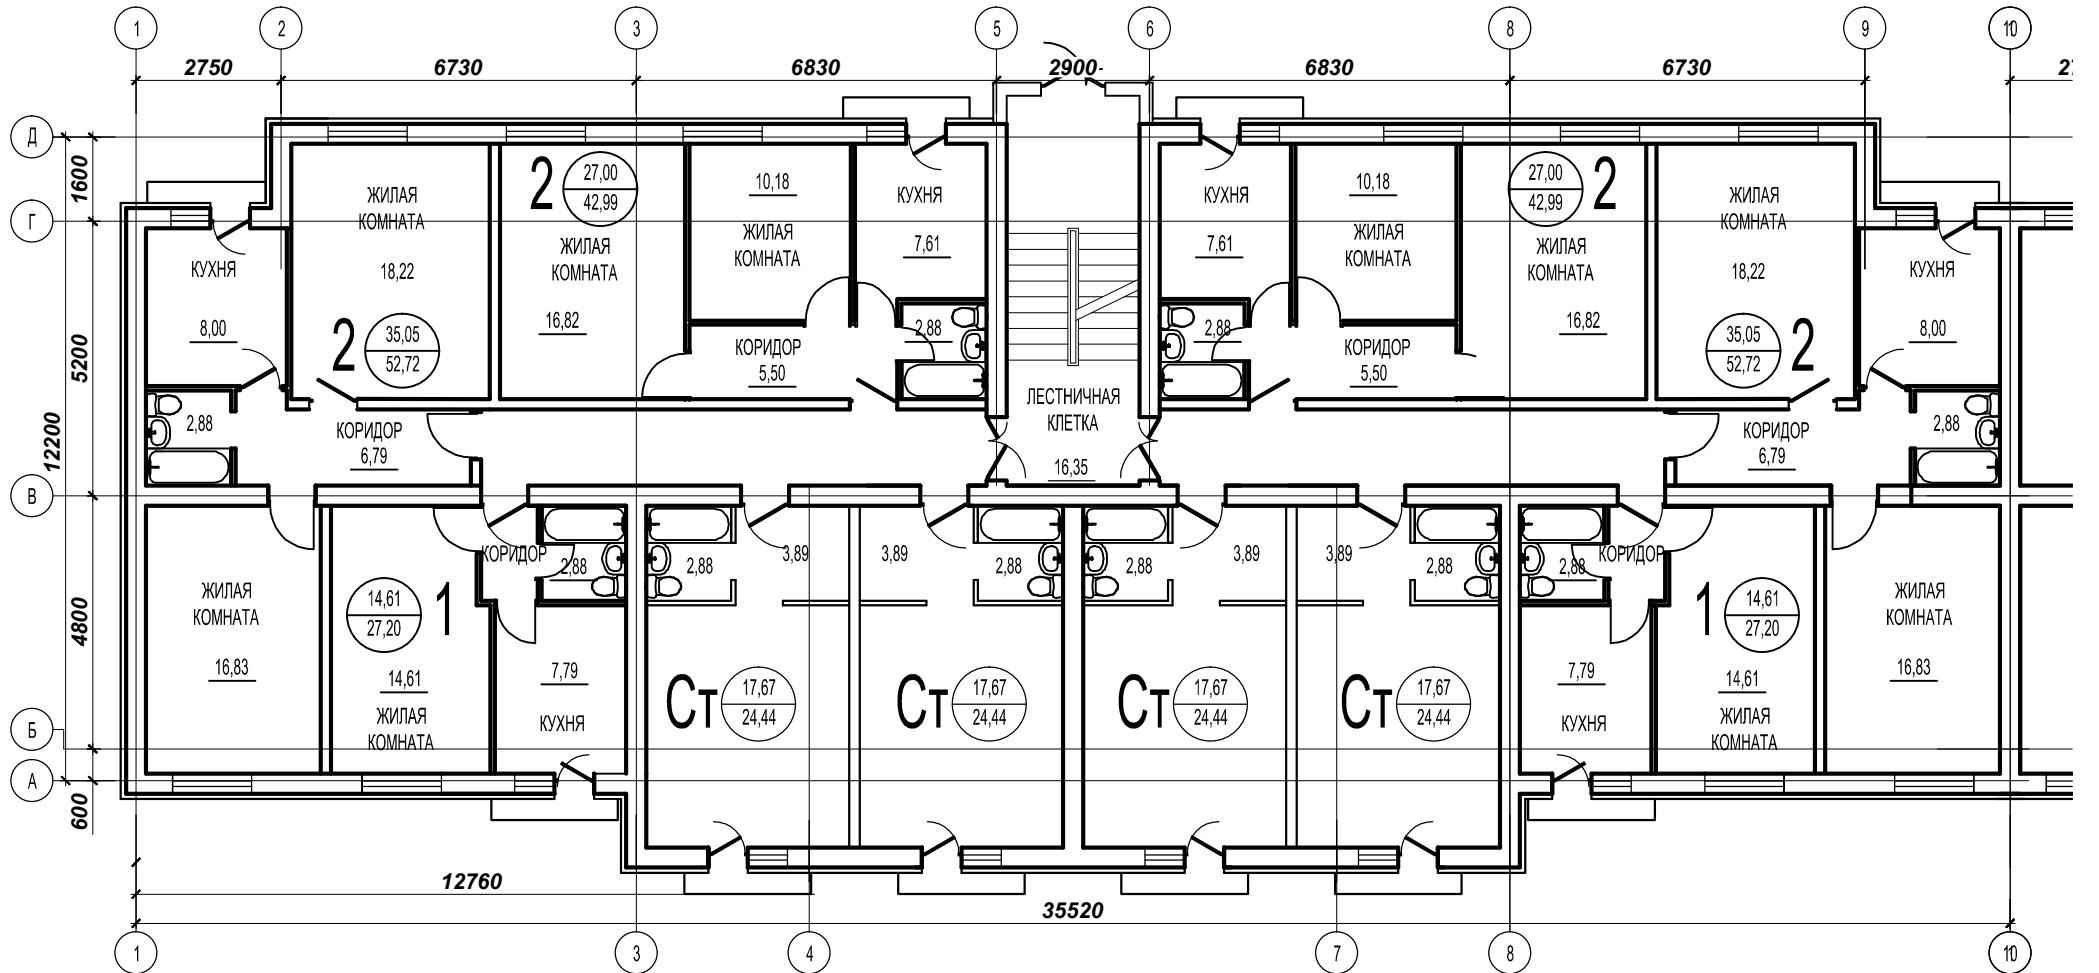 1
2
3
5
6
8
9
10
2750
6730
6830
2900
6830
6730
27
Д
Г
В
Б
А
1600
5200
12200
4800
600
ЖИЛАЯ
КОМНАТА
18,22
КУХНЯ
8,00
2
35,05
52,72
2
27,00
42,99
ЖИЛАЯ
КОМНАТА
16,82
10,18
ЖИЛАЯ
КОМНАТА
КУХНЯ
7,61
2,88
КОРИДОР
5,50
2,88
КОРИДОР
6,79
ЛЕСТНИЧНАЯ
КЛЕТКА
16,35
КУХНЯ
7,61
2,88
10,18
ЖИЛАЯ
КОМНАТА
КОРИДОР
5,50
27,00
42,99
2
ЖИЛАЯ
КОМНАТА
16,82
ЖИЛАЯ
КОМНАТА
18,22
35,05
52,72
2
КУХНЯ
8,00
2,88
КОРИДОР
6,79
ЖИЛАЯ
КОМНАТА
16,83
14,61
27,20
1
14,61
ЖИЛАЯ
КОМНАТА
КОРИДОР
2,88
7,79
КУХНЯ
2,88
3,89
Ст
17,67
24,44
3,89
2,88
Ст
17,67
24,44
2,88
3,89
Ст
17,67
24,44
3,89
2,88
Ст
17,67
24,44
2,88
КОРИДОР
7,79
КУХНЯ
1
14,61
27,20
14,61
ЖИЛАЯ
КОМНАТА
ЖИЛАЯ
КОМНАТА
16,83
12760
35520
1
3
4
7
8
10